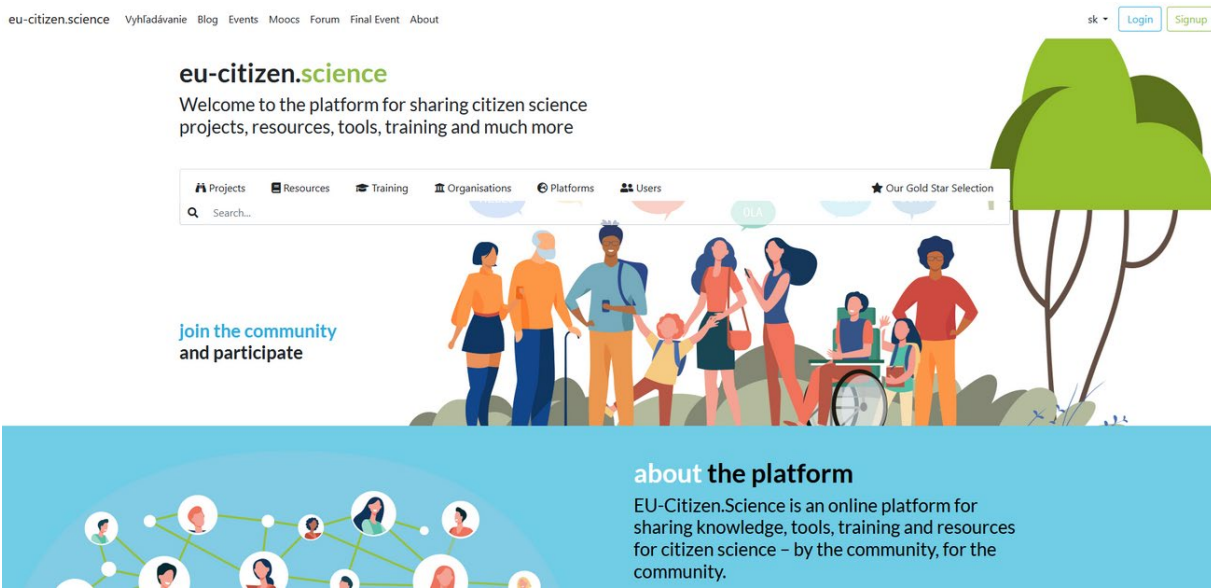 eu-citizen.science Vyhľadávanie Blog Events Moocs Forum Final Event About sk Login Signup
eu-citizen.science
Welcome to the platform for sharing citizen science
projects, resources, tools, training and much more
Projects Resources Training Organisations Platforms Users Our Gold Star Selection
Search...
OLA
join the community
and participate
about the platform
EU-Citizen.Science is an online platform for
sharing knowledge, tools, training and resources
for citizen science – by the community, for the
community.